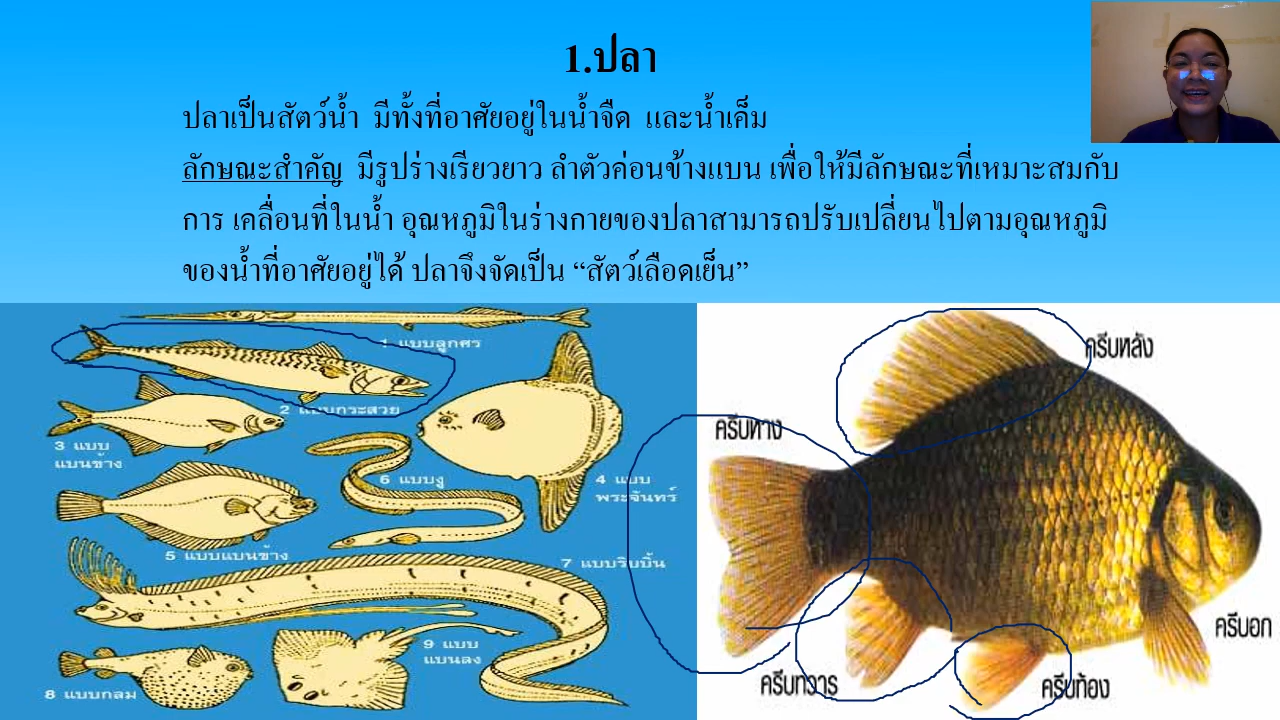 1.ปลา
ปลาเป็นสัตว์น้ำ มีทั้งที่อาศัยอยู่ในน้ำจืด และน้ำเค็ม
ลักษณะสำคัญ มีรูปร่างเรียวยาว ลำตัวค่อนข้างแบน เพื่อให้มีลักษณะที่เหมาะสมกับ
การ เคลื่อนที่ในน้ำ อุณหภูมิในร่างกายของปลาสามารถปรับเปลี่ยนไปตามอุณหภูมิ
ของน้ำที่อาศัยอยู่ได้ ปลาจึงจัดเป็น “สัตว์เลือดเย็น”
1 แบบลูกศร
2 แบบกระสวย
3 แบบ
แบนข้าง
4 แบบ
พระจันทร์
5 แบบแบนข้าง
6 แบบงู
7 แบบริบบิ้น
8 แบบกลม
9 แบบ
แบนลง
ครีบหลัง
ครีบหาง
ครีบอก
ครีบทวาร
ครีบท้อง